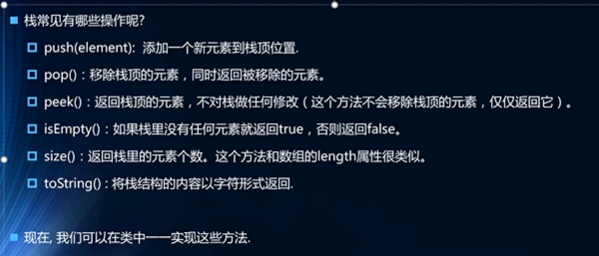 栈常见有哪些操作呢?
push(element): 添加一个新元素到栈顶位置.
pop()：移除栈顶的元素，同时返回被移除的元素。
peek()：返回栈顶的元素，不对栈做任何修改（这个方法不会移除栈顶的元素，仅仅返回它）。
isEmpty()：如果栈里没有任何元素就返回true，否则返回false。
size()：返回栈里的元素个数。这个方法和数组的length属性很类似。
toString()：将栈结构的内容以字符形式返回.
现在, 我们可以在类中一一实现这些方法.